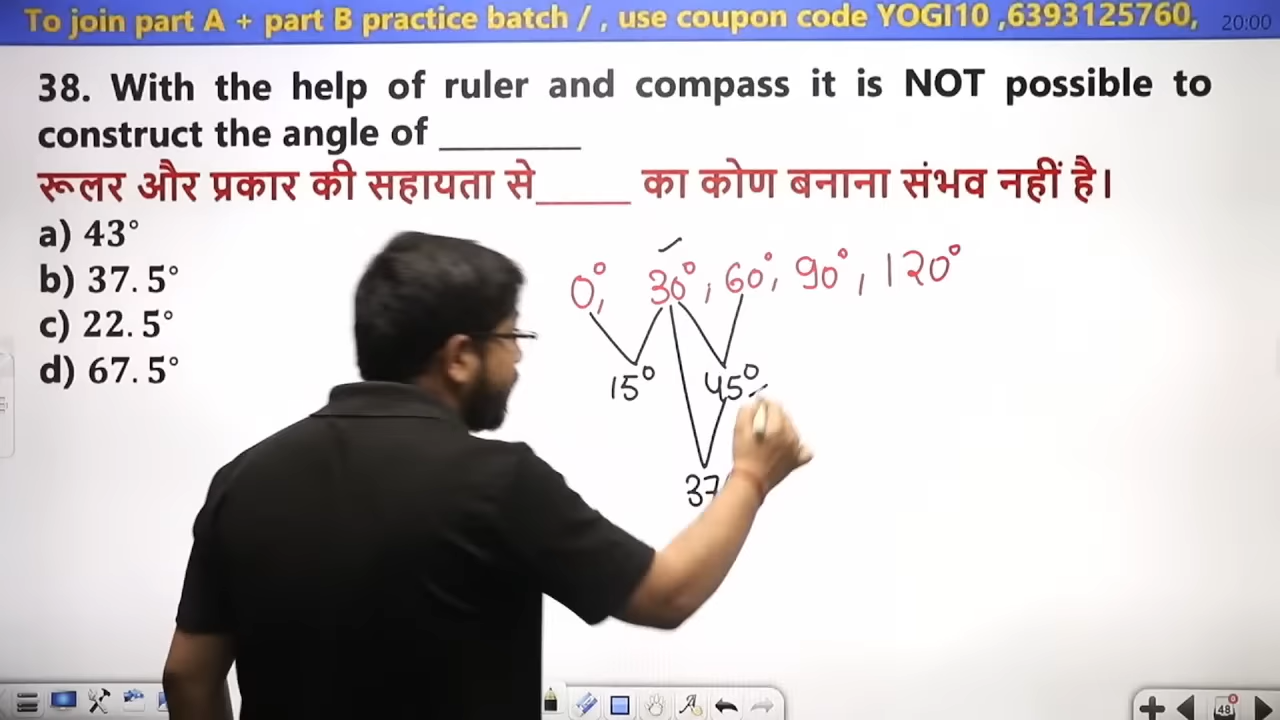 To join part A + part B practice batch / , use coupon code YOGI10 ,6393125760,
20:00
38. With the help of ruler and compass it is NOT possible to
construct the angle of ________
रूलर और प्रकार की सहायता से_____ का कोण बनाना संभव नहीं है।
a) 43°
b) 37. 5°
c) 22. 5°
d) 67. 5°
0°, 30°, 60°, 90°, 120°
15° 45°
37
48